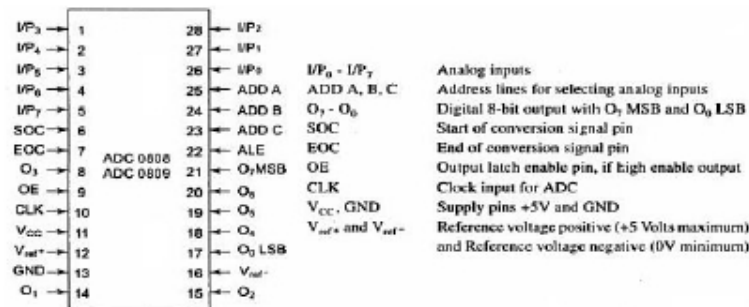 I/P₃ 1 28 I/P₂
I/P₄ 2 27 I/P₁
I/P₅ 3 26 I/P₀ I/P₀ - I/P₇ Analog inputs
I/P₆ 4 25 ADD A ADD A, B, C Address lines for selecting analog inputs
I/P₇ 5 24 ADD B O₇ - O₀ Digital 8-bit output with O₇ MSB and O₀ LSB
SOC 6 23 ADD C SOC Start of conversion signal pin
EOC 7 22 ALE EOC End of conversion signal pin
ADC 0808
ADC 0809
O₃ 8 21 O₇MSB OE Output latch enable pin, if high enable output
OE 9 20 O₆ CLK Clock input for ADC
CLK 10 19 O₅ V_CC, GND Supply pins +5V and GND
V_CC 11 18 O₄ V_ref+ and V_ref- Reference voltage positive (+5 Volts maximum)
V_ref+ 12 17 O₀ LSB and Reference voltage negative (0V minimum)
GND 13 16 V_ref-
O₁ 14 15 O₂